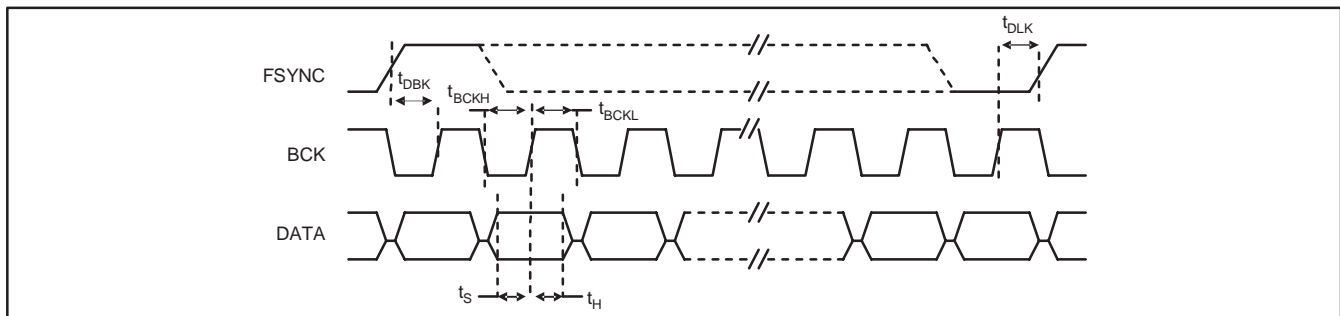 t_DLK
FSYNC
t_DBK
t_BCKH
t_BCKL
BCK
DATA
t_S
t_H